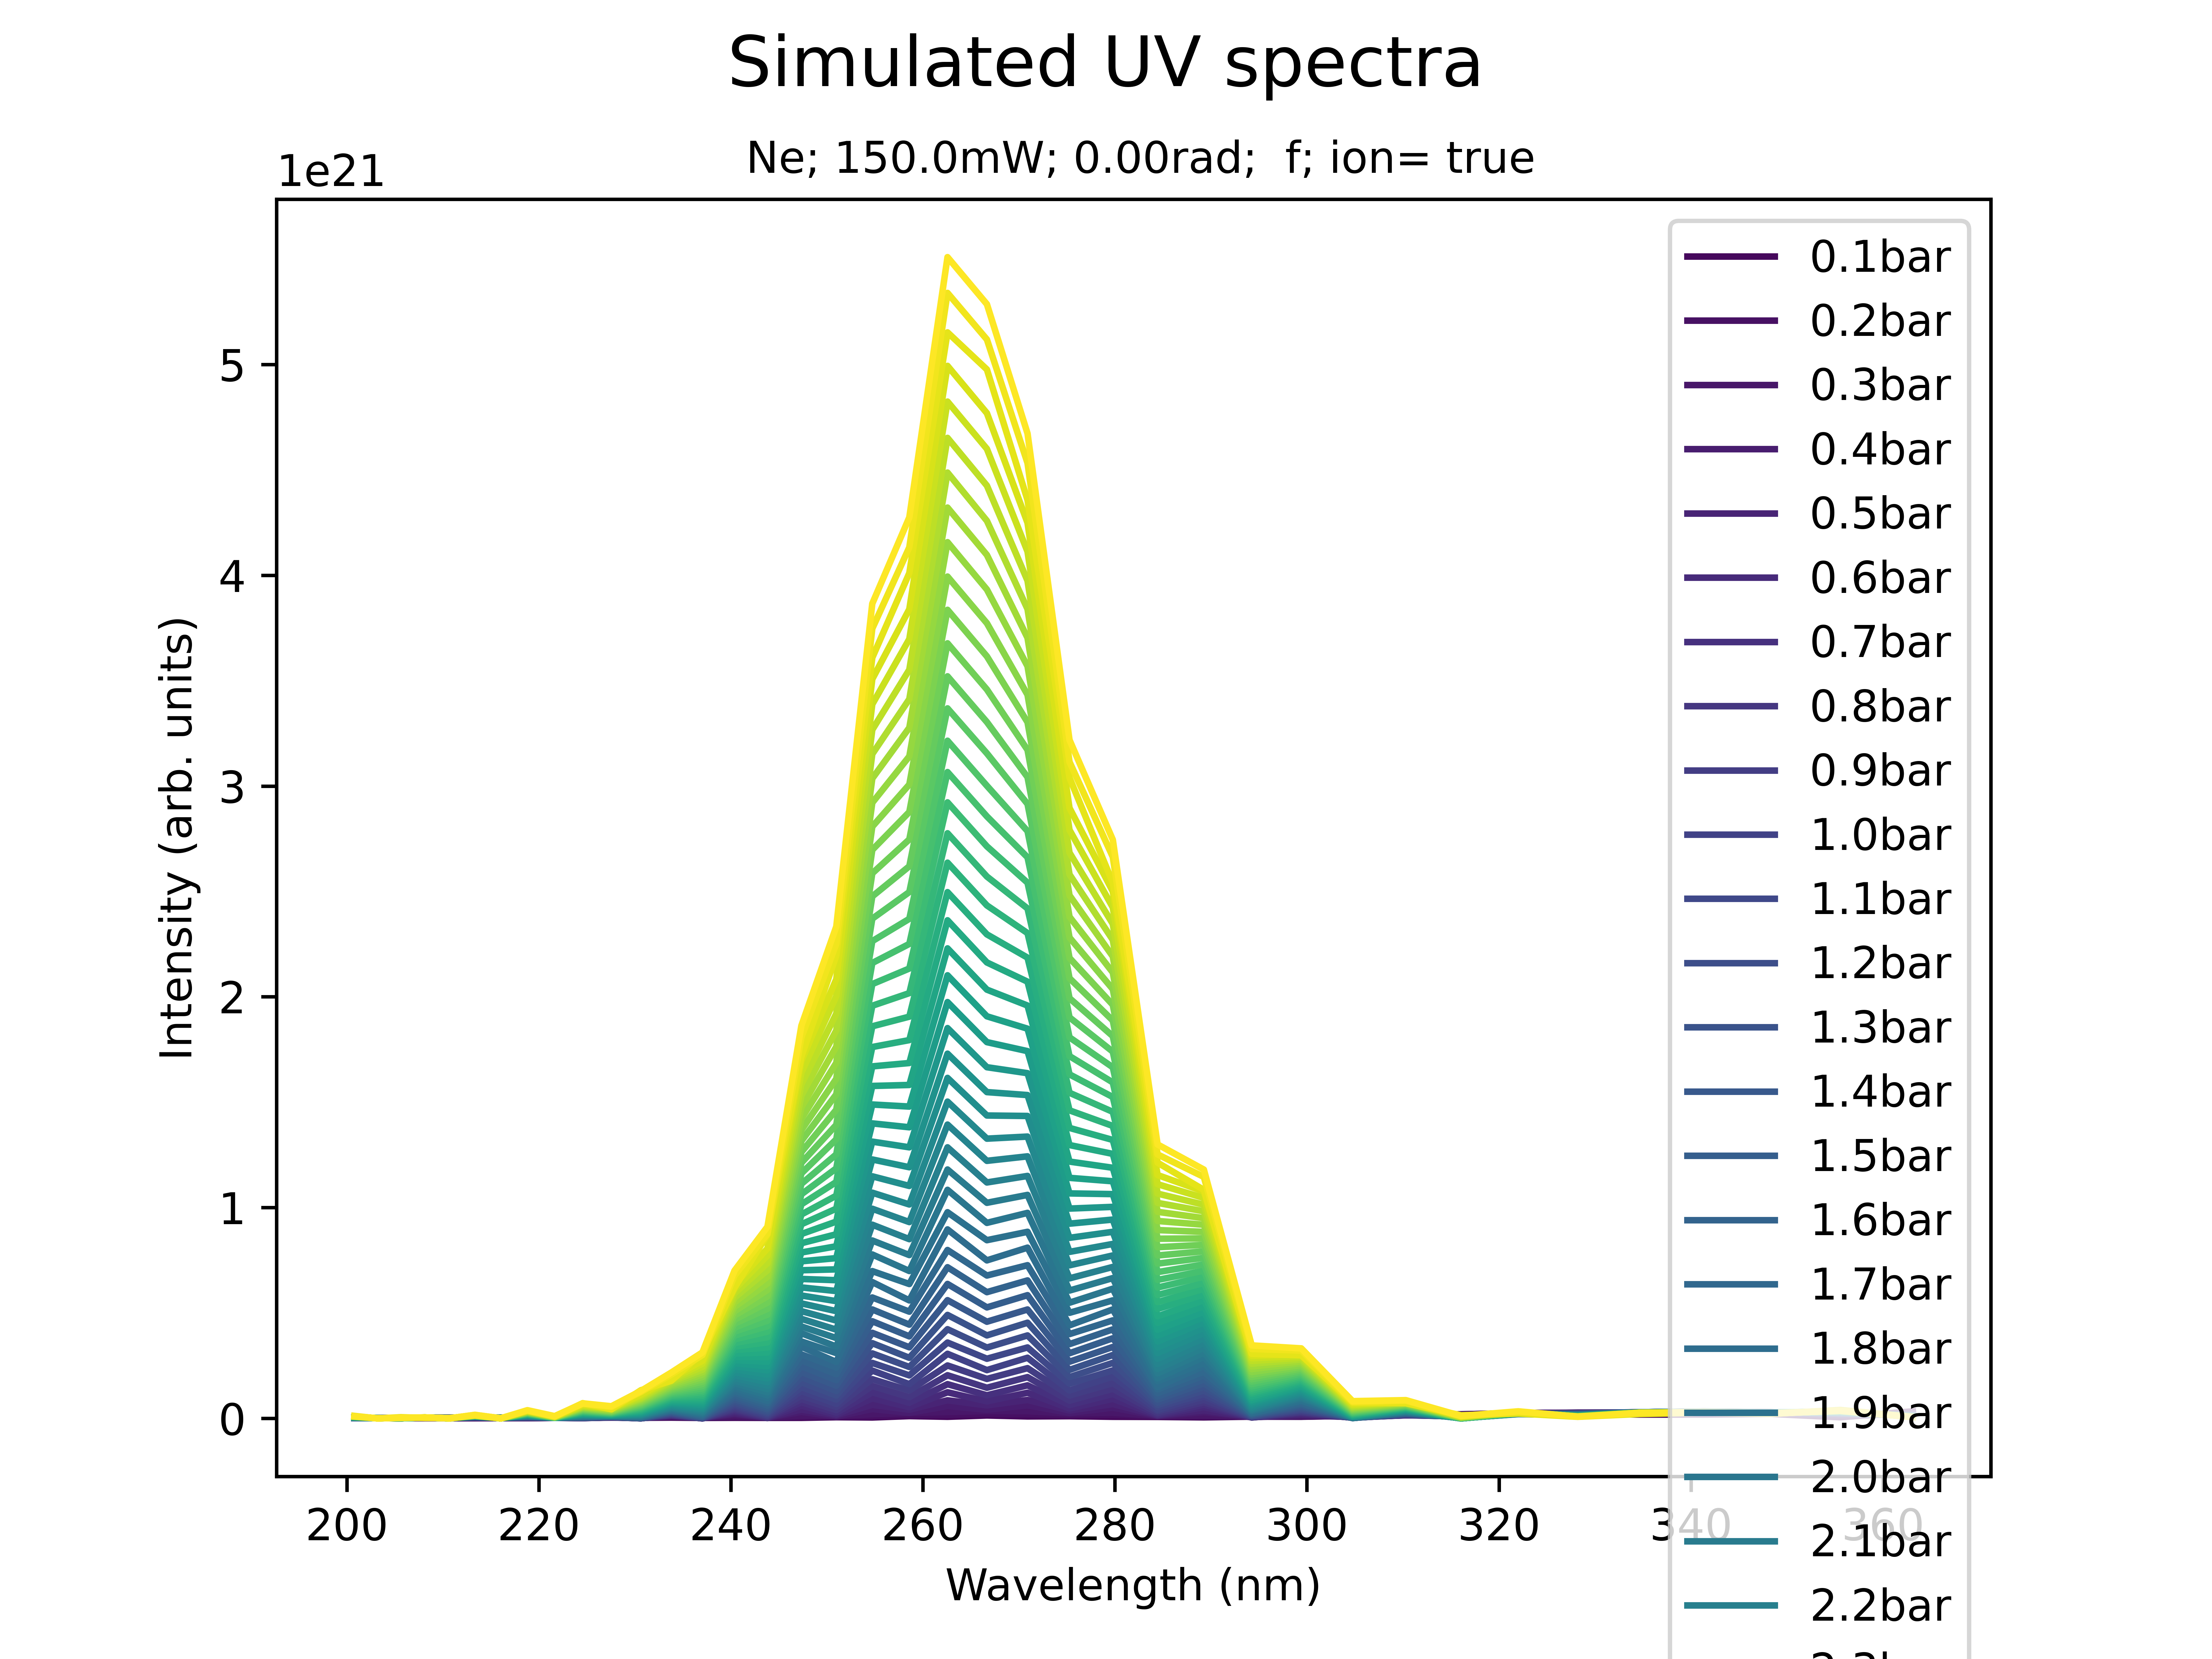 Simulated UV spectra
Ne; 150.0mW; 0.00rad;  f; ion= true
1e21
5
4
3
2
1
0
Intensity (arb. units)
200 220 240 260 280 300 320 340 360
Wavelength (nm)
0.1bar
0.2bar
0.3bar
0.4bar
0.5bar
0.6bar
0.7bar
0.8bar
0.9bar
1.0bar
1.1bar
1.2bar
1.3bar
1.4bar
1.5bar
1.6bar
1.7bar
1.8bar
1.9bar
2.0bar
2.1bar
2.2bar